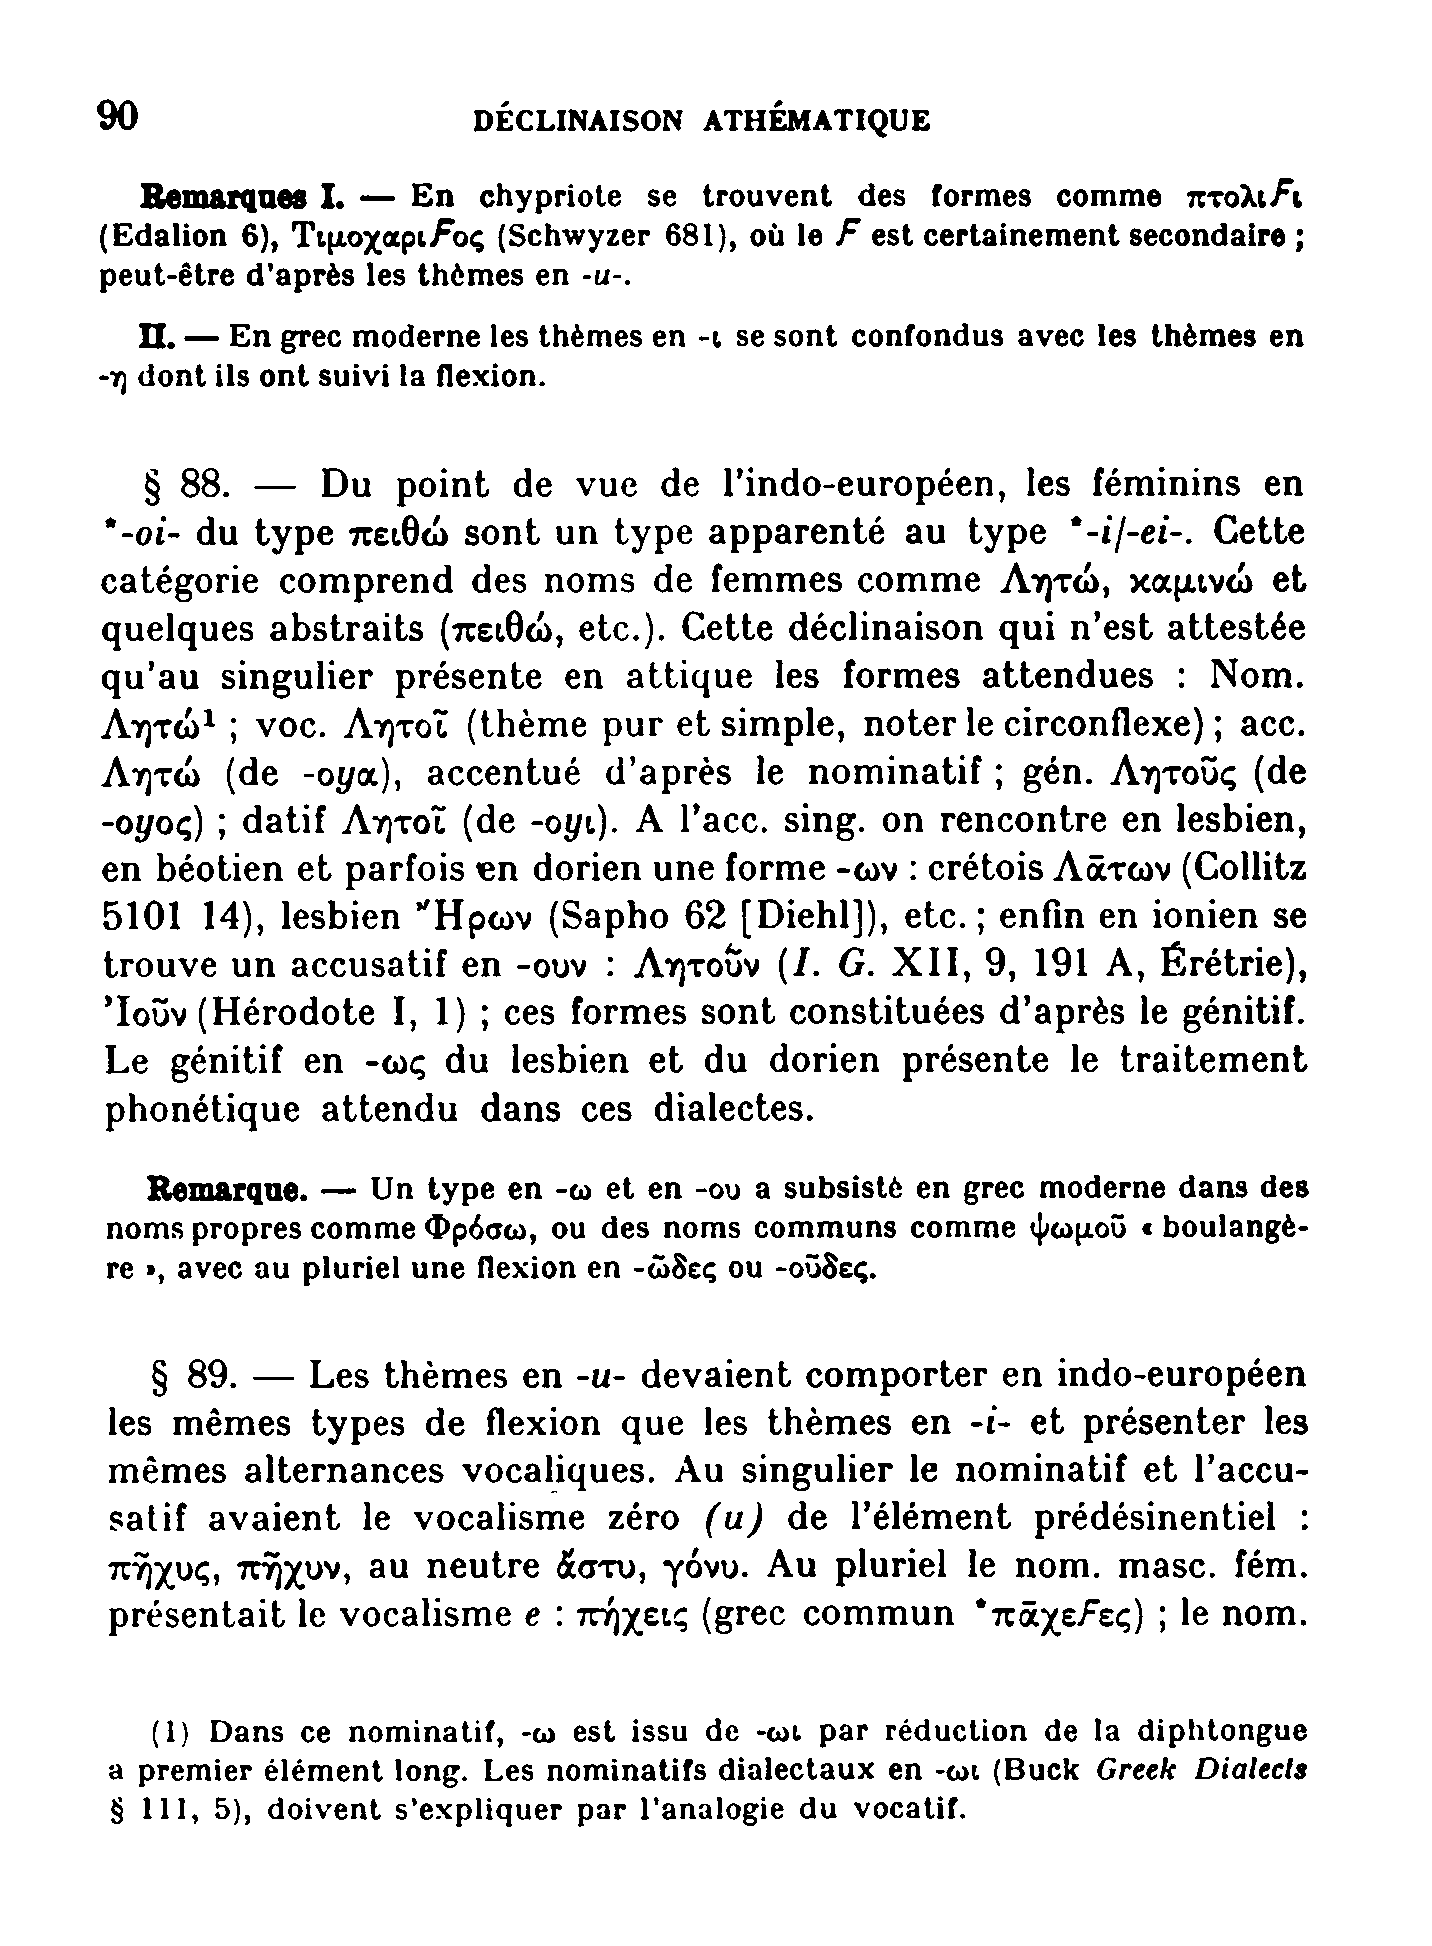 90 DÉCLINAISON ATHÉMATIQUE
Remarques I. — En chypriote se trouvent des formes comme πτολιϜι
(Edalion 6), ΤιμοχαριϜος (Schwyzer 681), où le Ϝ est certainement secondaire ;
peut-être d'après les thèmes en -u-.
II. — En grec moderne les thèmes en -ι se sont confondus avec les thèmes en
-η dont ils ont suivi la flexion.
§ 88. — Du point de vue de l'indo-européen, les féminins en
*-oi- du type πειθώ sont un type apparenté au type *-i/-ei-. Cette
catégorie comprend des noms de femmes comme Λητώ, καμινώ et
quelques abstraits (πειθώ, etc.). Cette déclinaison qui n'est attestée
qu'au singulier présente en attique les formes attendues : Nom.
Λητώ¹ ; voc. Λητοῖ (thème pur et simple, noter le circonflexe) ; acc.
Λητώ (de -oyα), accentué d'après le nominatif ; gén. Λητοῦς (de
-oyος) ; datif Λητοῖ (de -oyι). A l'acc. sing. on rencontre en lesbien,
en béotien et parfois en dorien une forme -ων : crétois Λᾱτων (Collitz
5101 14), lesbien Ἤρων (Sapho 62 [Diehl]), etc. ; enfin en ionien se
trouve un accusatif en -ουν : Λητοῦν (I. G. XII, 9, 191 A, Érétrie),
Ἰοῦν (Hérodote I, 1) ; ces formes sont constituées d'après le génitif.
Le génitif en -ως du lesbien et du dorien présente le traitement
phonétique attendu dans ces dialectes.
Remarque. — Un type en -ω et en -ου a subsisté en grec moderne dans des
noms propres comme Φρόσω, ou des noms communs comme ψωμοῦ « boulangè-
re », avec au pluriel une flexion en -ῶδες ou -οῦδες.
§ 89. — Les thèmes en -u- devaient comporter en indo-européen
les mêmes types de flexion que les thèmes en -i- et présenter les
mêmes alternances vocaliques. Au singulier le nominatif et l'accu-
satif avaient le vocalisme zéro (u) de l'élément prédésinentiel :
πῆχυς, πῆχυν, au neutre ἄστυ, γόνυ. Au pluriel le nom. masc. fém.
présentait le vocalisme e : πήχεις (grec commun *πᾱχεϜες) ; le nom.
(1) Dans ce nominatif, -ω est issu de -ωι par réduction de la diphtongue
a premier élément long. Les nominatifs dialectaux en -ωι (Buck Greek Dialects
§ 111, 5), doivent s'expliquer par l'analogie du vocatif.